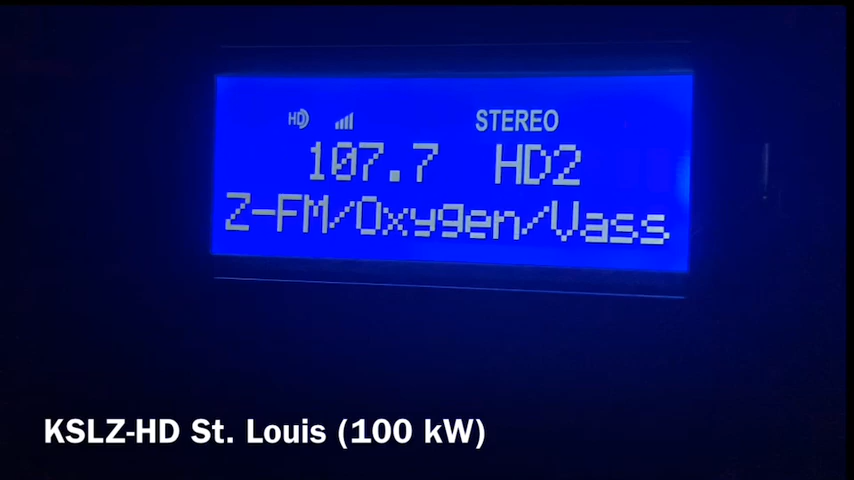 HD STEREO
107.7 HD2
Z-FM/Oxygen/Vass
KSLZ-HD St. Louis (100 kW)